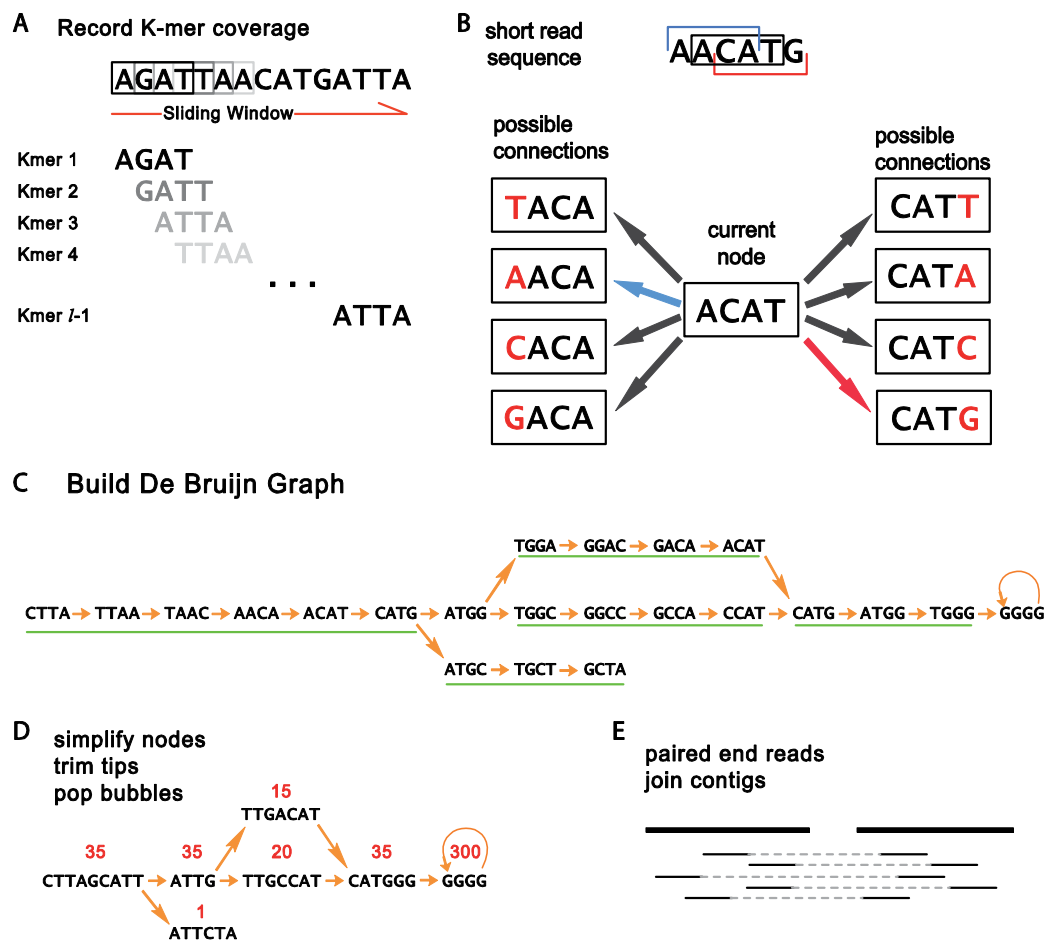 A Record K-mer coverage
AGATTAACATGATTA
Sliding Window
Kmer 1 AGAT
Kmer 2 GATT
Kmer 3 ATTA
Kmer 4 TTAA
...
Kmer l-1 ATTA
B short read
sequence
AACATG
possible
connections
TACA
AACA
CACA
GACA
current
node
ACAT
possible
connections
CATT
CATA
CATC
CATG
C Build De Bruijn Graph
TGGA GGAC GACA ACAT
CTTA TTAA TAAC AACA ACAT CATG ATGG TGGC GGCC GCCA CCAT CATG ATGG TGGG GGGG
ATGC TGCT GCTA
D simplify nodes
trim tips
pop bubbles
15
TTGACAT
35 35 20 35 300
CTTAGCATT ATTG TTGCCAT CATGGG GGGG
1
ATTCTA
E paired end reads
join contigs